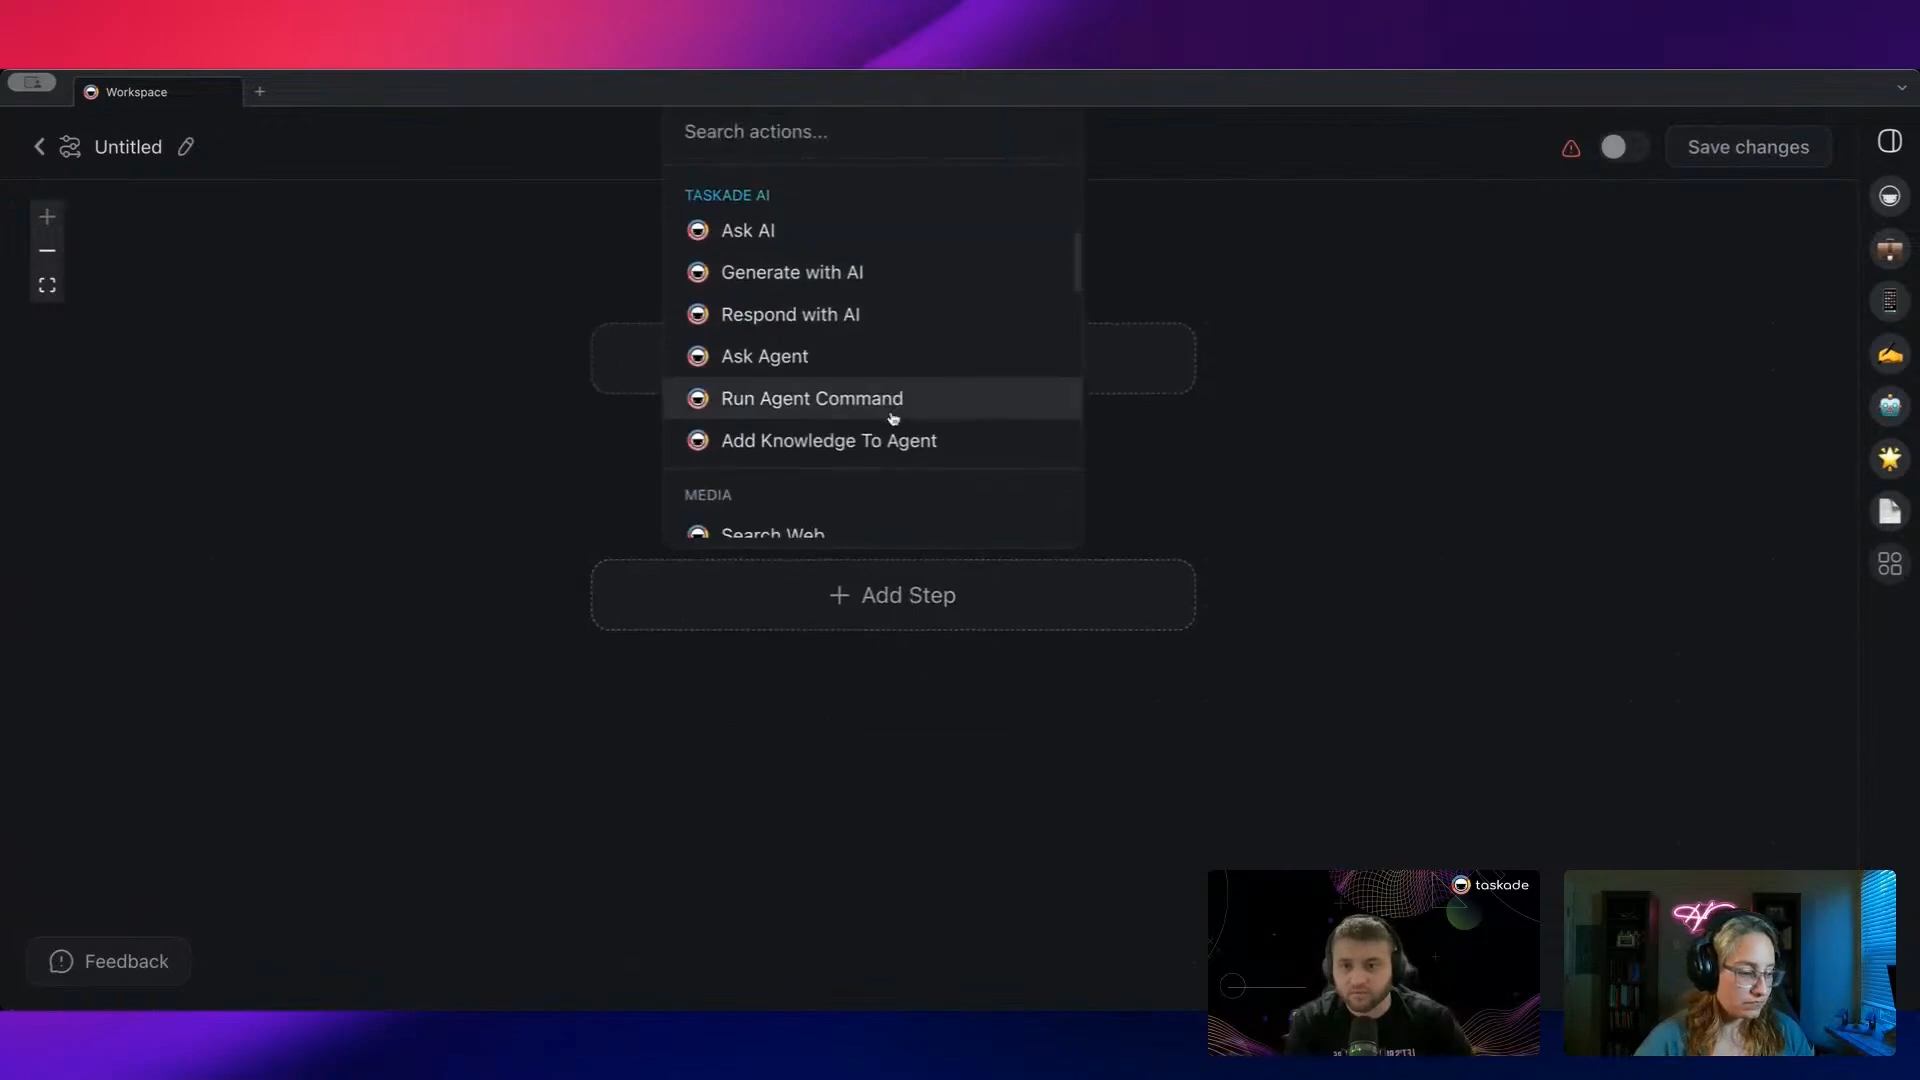 Workspace
Untitled
Search actions...
Save changes
TASKADE AI
Ask AI
Generate with AI
Respond with AI
Ask Agent
Run Agent Command
Add Knowledge To Agent
MEDIA
Search Web
Add Step
Feedback
taskade